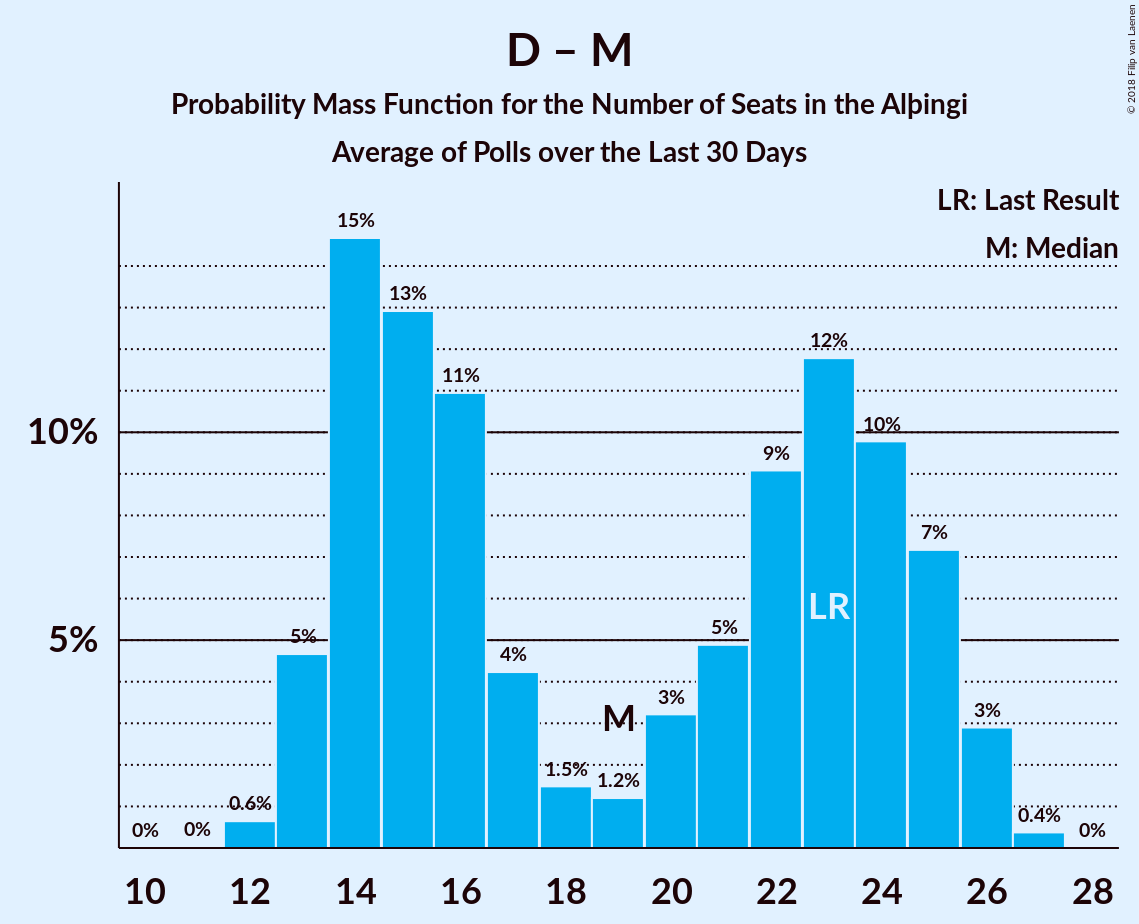 D – M
Probability Mass Function for the Number of Seats in the Alþingi
Average of Polls over the Last 30 Days
© 2018 Filip van Laenen
LR: Last Result
M: Median
10%
5%
0%
0%
0.6%
5%
15%
13%
11%
4%
1.5%
1.2%
M
3%
5%
9%
12%
LR
10%
7%
3%
0.4%
0%
10 12 14 16 18 20 22 24 26 28